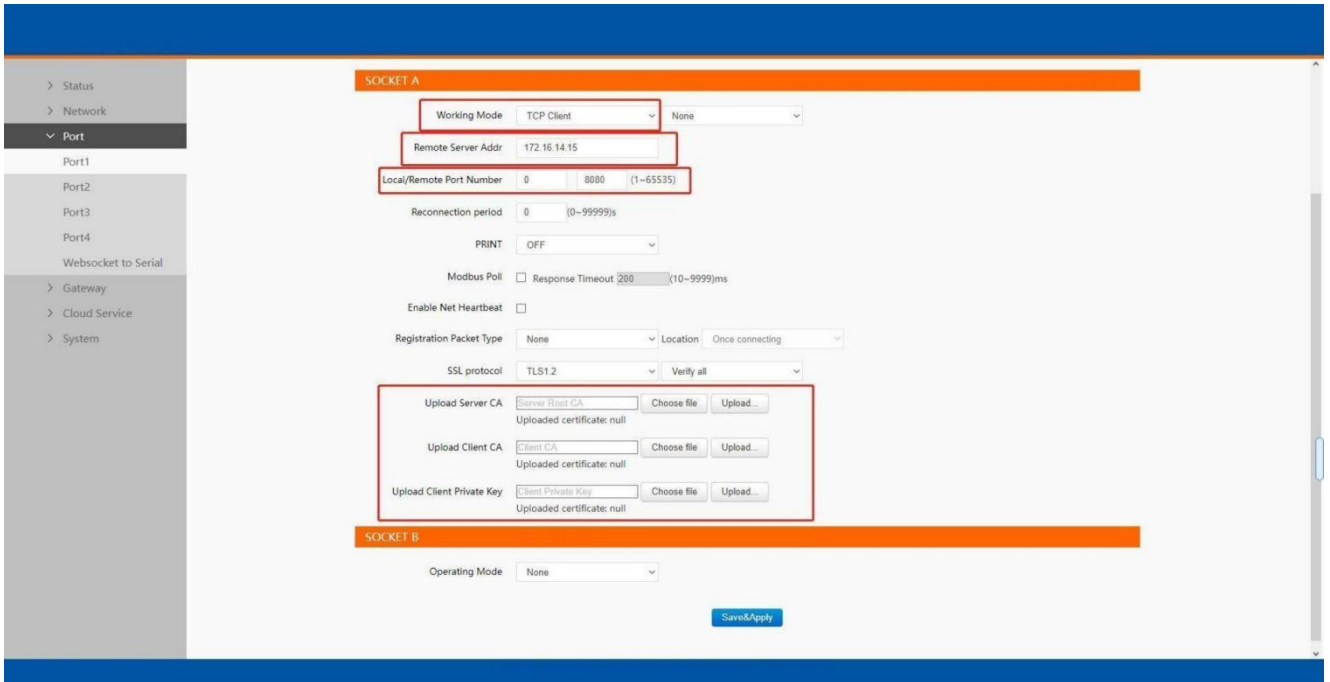 Status
Network
Port
Port1
Port2
Port3
Port4
Websocket to Serial
Gateway
Cloud Service
System
SOCKET A
Working Mode TCP Client None
Remote Server Addr 172.16.14.15
Local/Remote Port Number 0 8080 (1~65535)
Reconnection period 0 (0~99999)s
PRINT OFF
Modbus Poll Response Timeout 200 (10~9999)ms
Enable Net Heartbeat
Registration Packet Type None Location Once connecting
SSL protocol TLS1.2 Verify all
Upload Server CA Server Root CA Choose file Upload...
Uploaded certificate: null
Upload Client CA Client CA Choose file Upload...
Uploaded certificate: null
Upload Client Private Key Client Private Key Choose file Upload...
Uploaded certificate: null
SOCKET B
Operating Mode None
Save&Apply